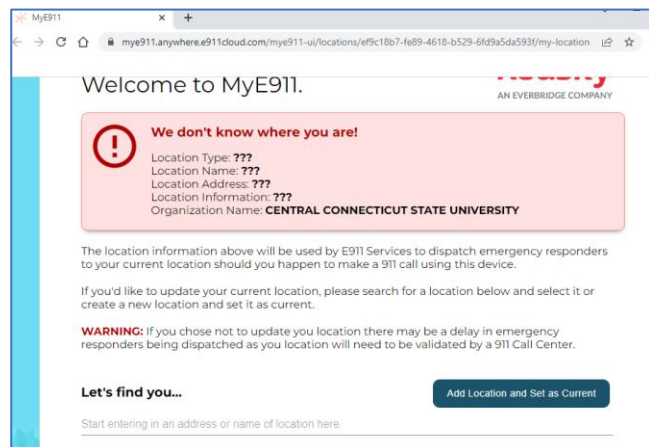 MyE911
mye911.anywhere.e911cloud.com/mye911-ui/locations/ef9c18b7-fe89-4618-b529-6fd9a5da593f/my-location
Welcome to MyE911.
AN EVERBRIDGE COMPANY
We don't know where you are!
Location Type: ???
Location Name: ???
Location Address: ???
Location Information: ???
Organization Name: CENTRAL CONNECTICUT STATE UNIVERSITY
The location information above will be used by E911 Services to dispatch emergency responders
to your current location should you happen to make a 911 call using this device.
If you'd like to update your current location, please search for a location below and select it or
create a new location and set it as current.
WARNING: If you chose not to update you location there may be a delay in emergency
responders being dispatched as you location will need to be validated by a 911 Call Center.
Let's find you...
Add Location and Set as Current
Start entering in an address or name of location here